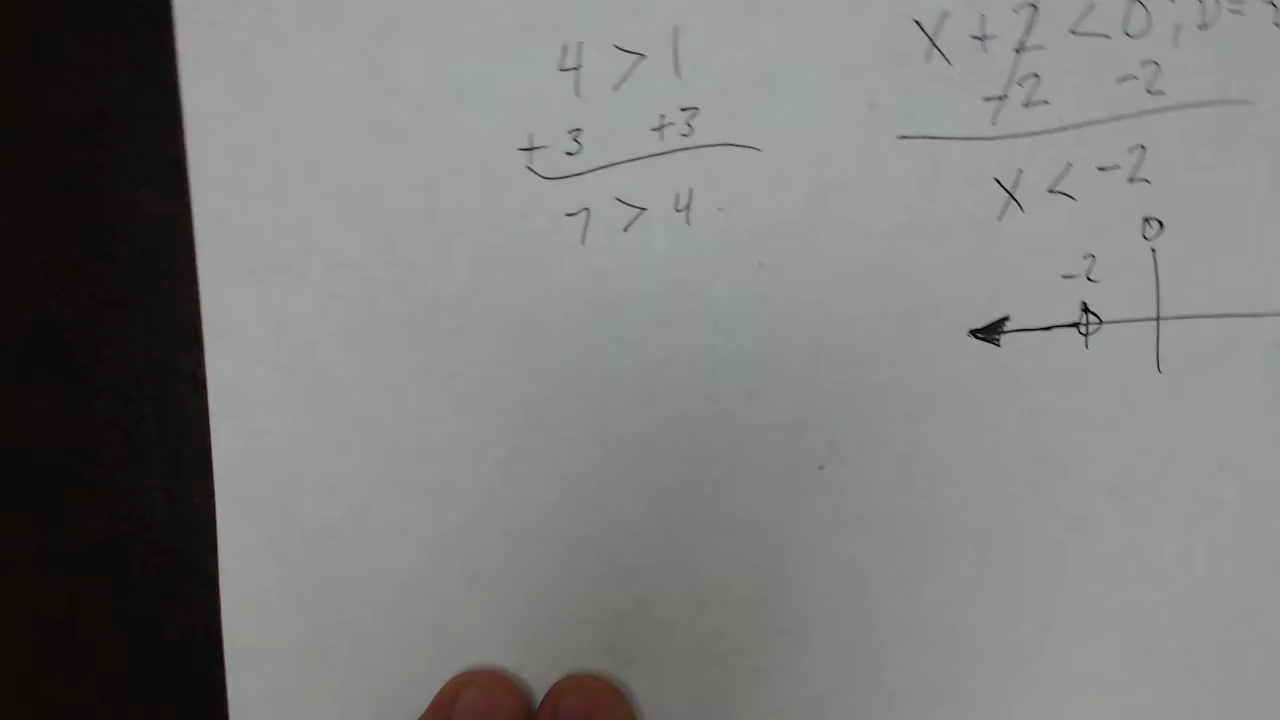 4 > 1
+3 +3
7 > 4
x + 2 < 0; D=
-2 -2
x < -2
0
-2